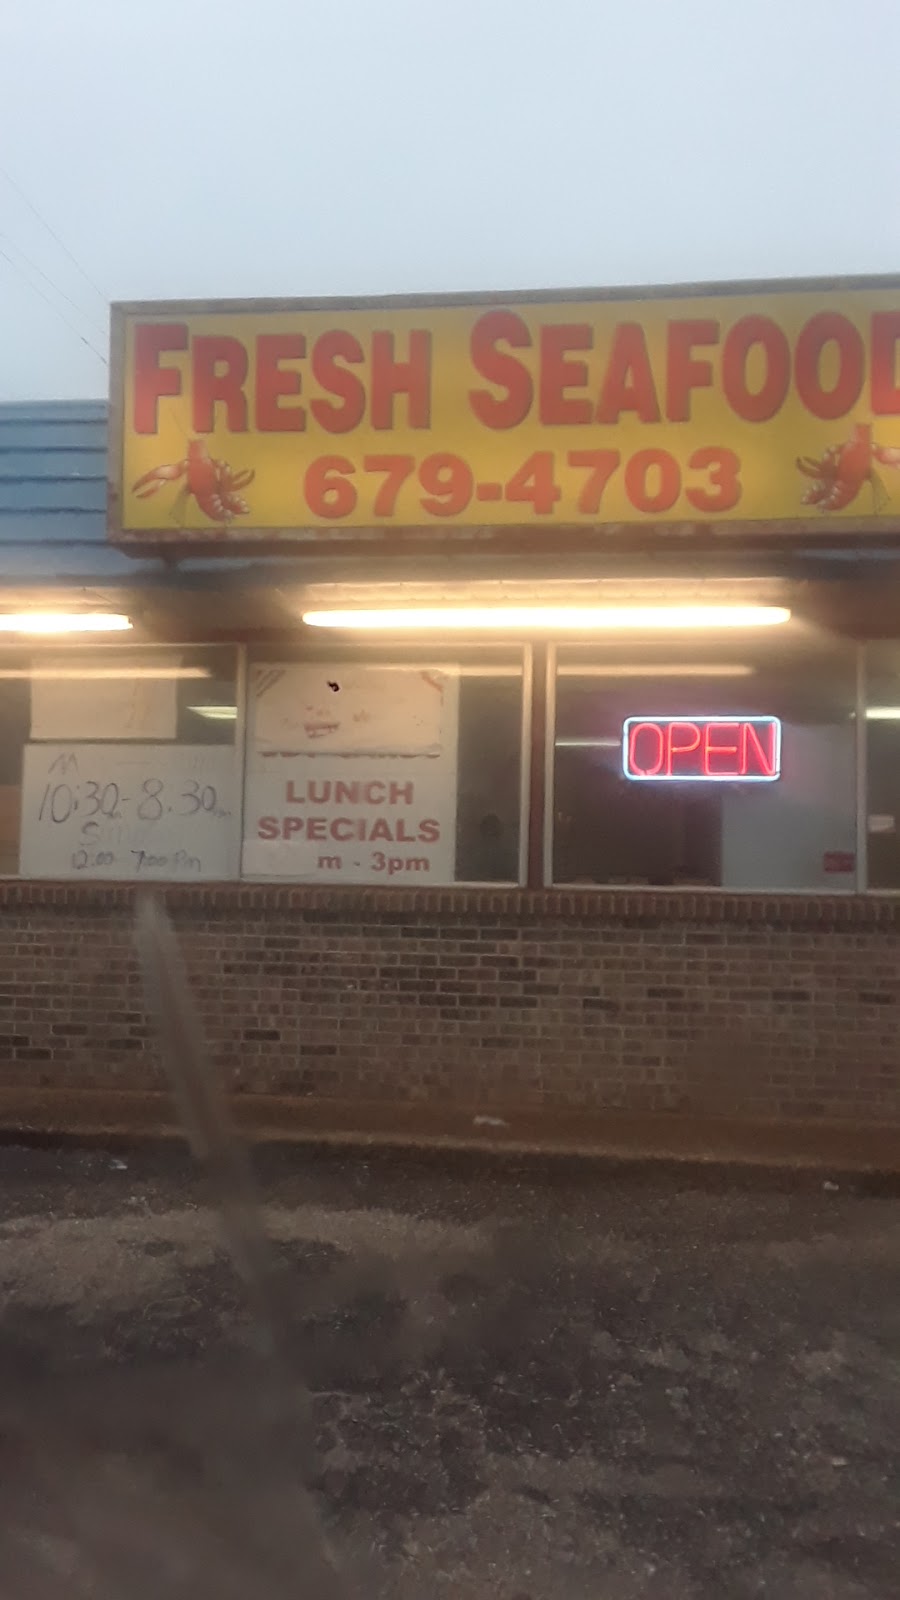 FRESH SEAFOOD
679-4703
OPEN
M
10:30 - 8:30
12:00 - 7:00 Pm
LUNCH
SPECIALS
m - 3pm